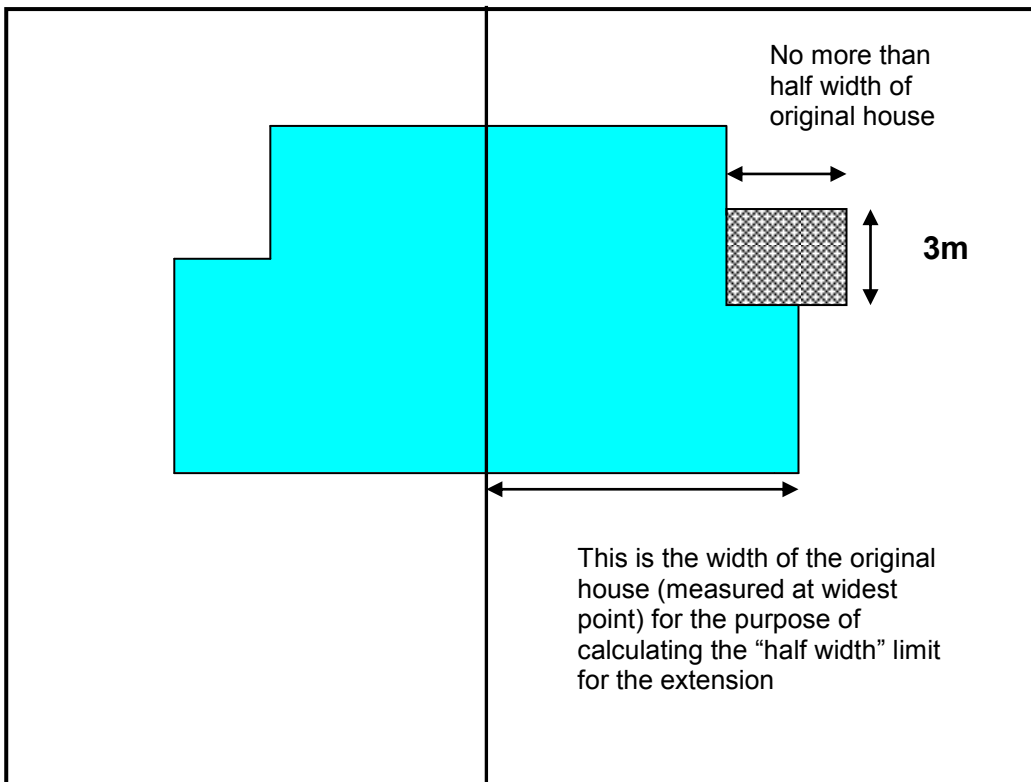 No more than
half width of
original house
3m
This is the width of the original
house (measured at widest
point) for the purpose of
calculating the “half width” limit
for the extension